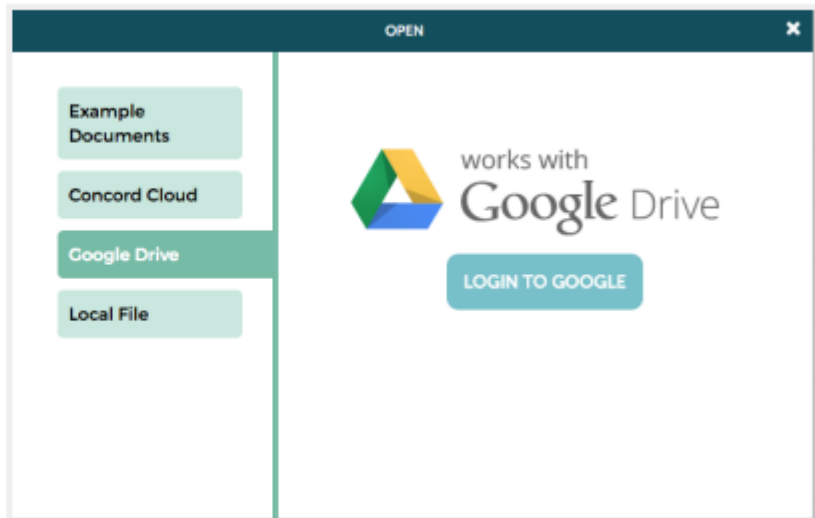 OPEN
Example
Documents
Concord Cloud
Google Drive
Local File
works with
Google Drive
LOGIN TO GOOGLE